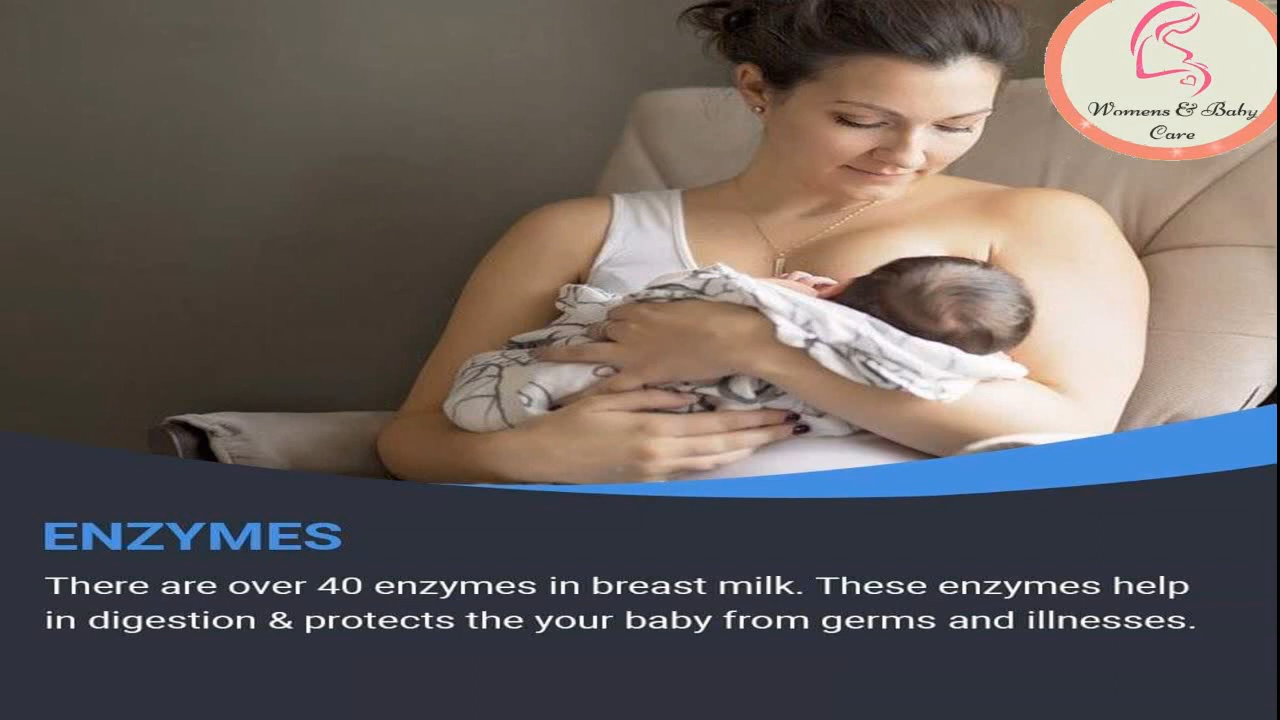 Womens & Baby
Care
ENZYMES
There are over 40 enzymes in breast milk. These enzymes help
in digestion & protects the your baby from germs and illnesses.